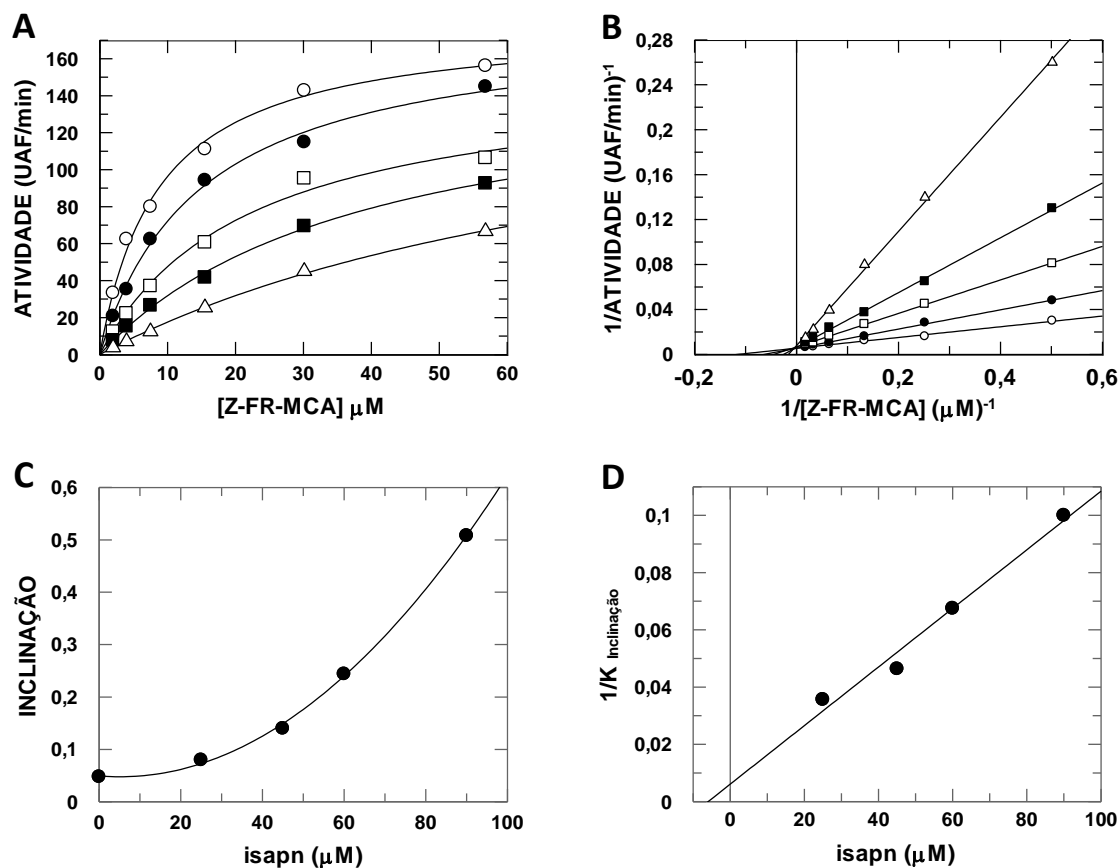 A
ATIVIDADE (UAF/min)
160
140
120
100
80
60
40
20
0
0 10 20 30 40 50 60
[Z-FR-MCA] μM
B
1/ATIVIDADE (UAF/min)-1
0,28
0,24
0,2
0,16
0,12
0,08
0.04
0
-0,2 0 0,2 0,4 0,6
1/[Z-FR-MCA] (μM)-1
C
INCLINAÇÃO
0,6
0,5
0,4
0,3
0,2
0,1
0
0 20 40 60 80 100
isapn (μM)
D
1/K Inclinação
0,1
0,08
0,06
0,04
0,02
0
0 20 40 60 80 100
isapn (μM)